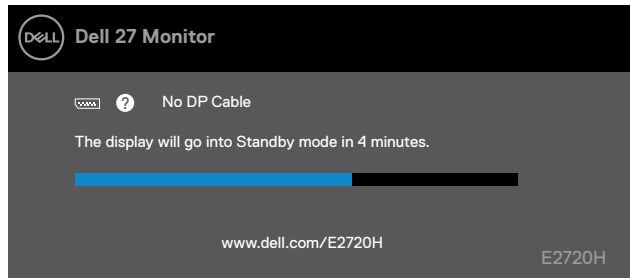 DELL Dell 27 Monitor
? No DP Cable
The display will go into Standby mode in 4 minutes.
www.dell.com/E2720H
E2720H